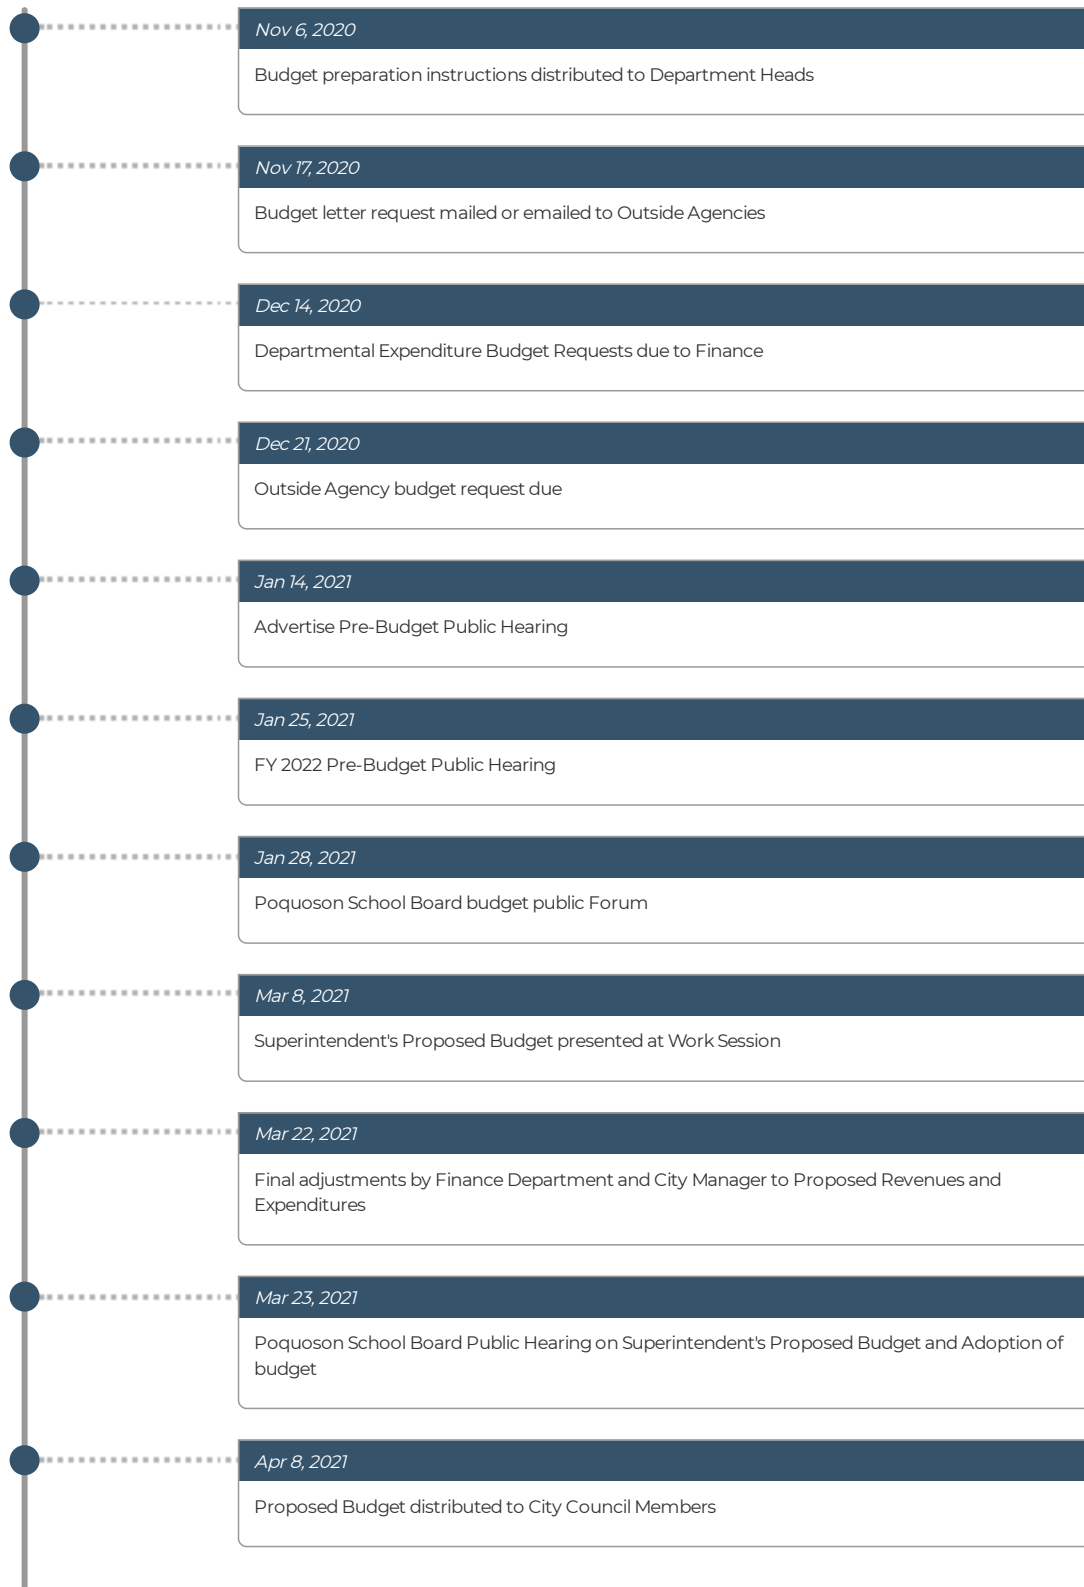 Nov 6, 2020
Budget preparation instructions distributed to Department Heads
Nov 17, 2020
Budget letter request mailed or emailed to Outside Agencies
Dec 14, 2020
Departmental Expenditure Budget Requests due to Finance
Dec 21, 2020
Outside Agency budget request due
Jan 14, 2021
Advertise Pre-Budget Public Hearing
Jan 25, 2021
FY 2022 Pre-Budget Public Hearing
Jan 28, 2021
Poquoson School Board budget public Forum
Mar 8, 2021
Superintendent's Proposed Budget presented at Work Session
Mar 22, 2021
Final adjustments by Finance Department and City Manager to Proposed Revenues and
Expenditures
Mar 23, 2021
Poquoson School Board Public Hearing on Superintendent's Proposed Budget and Adoption of
budget
Apr 8, 2021
Proposed Budget distributed to City Council Members